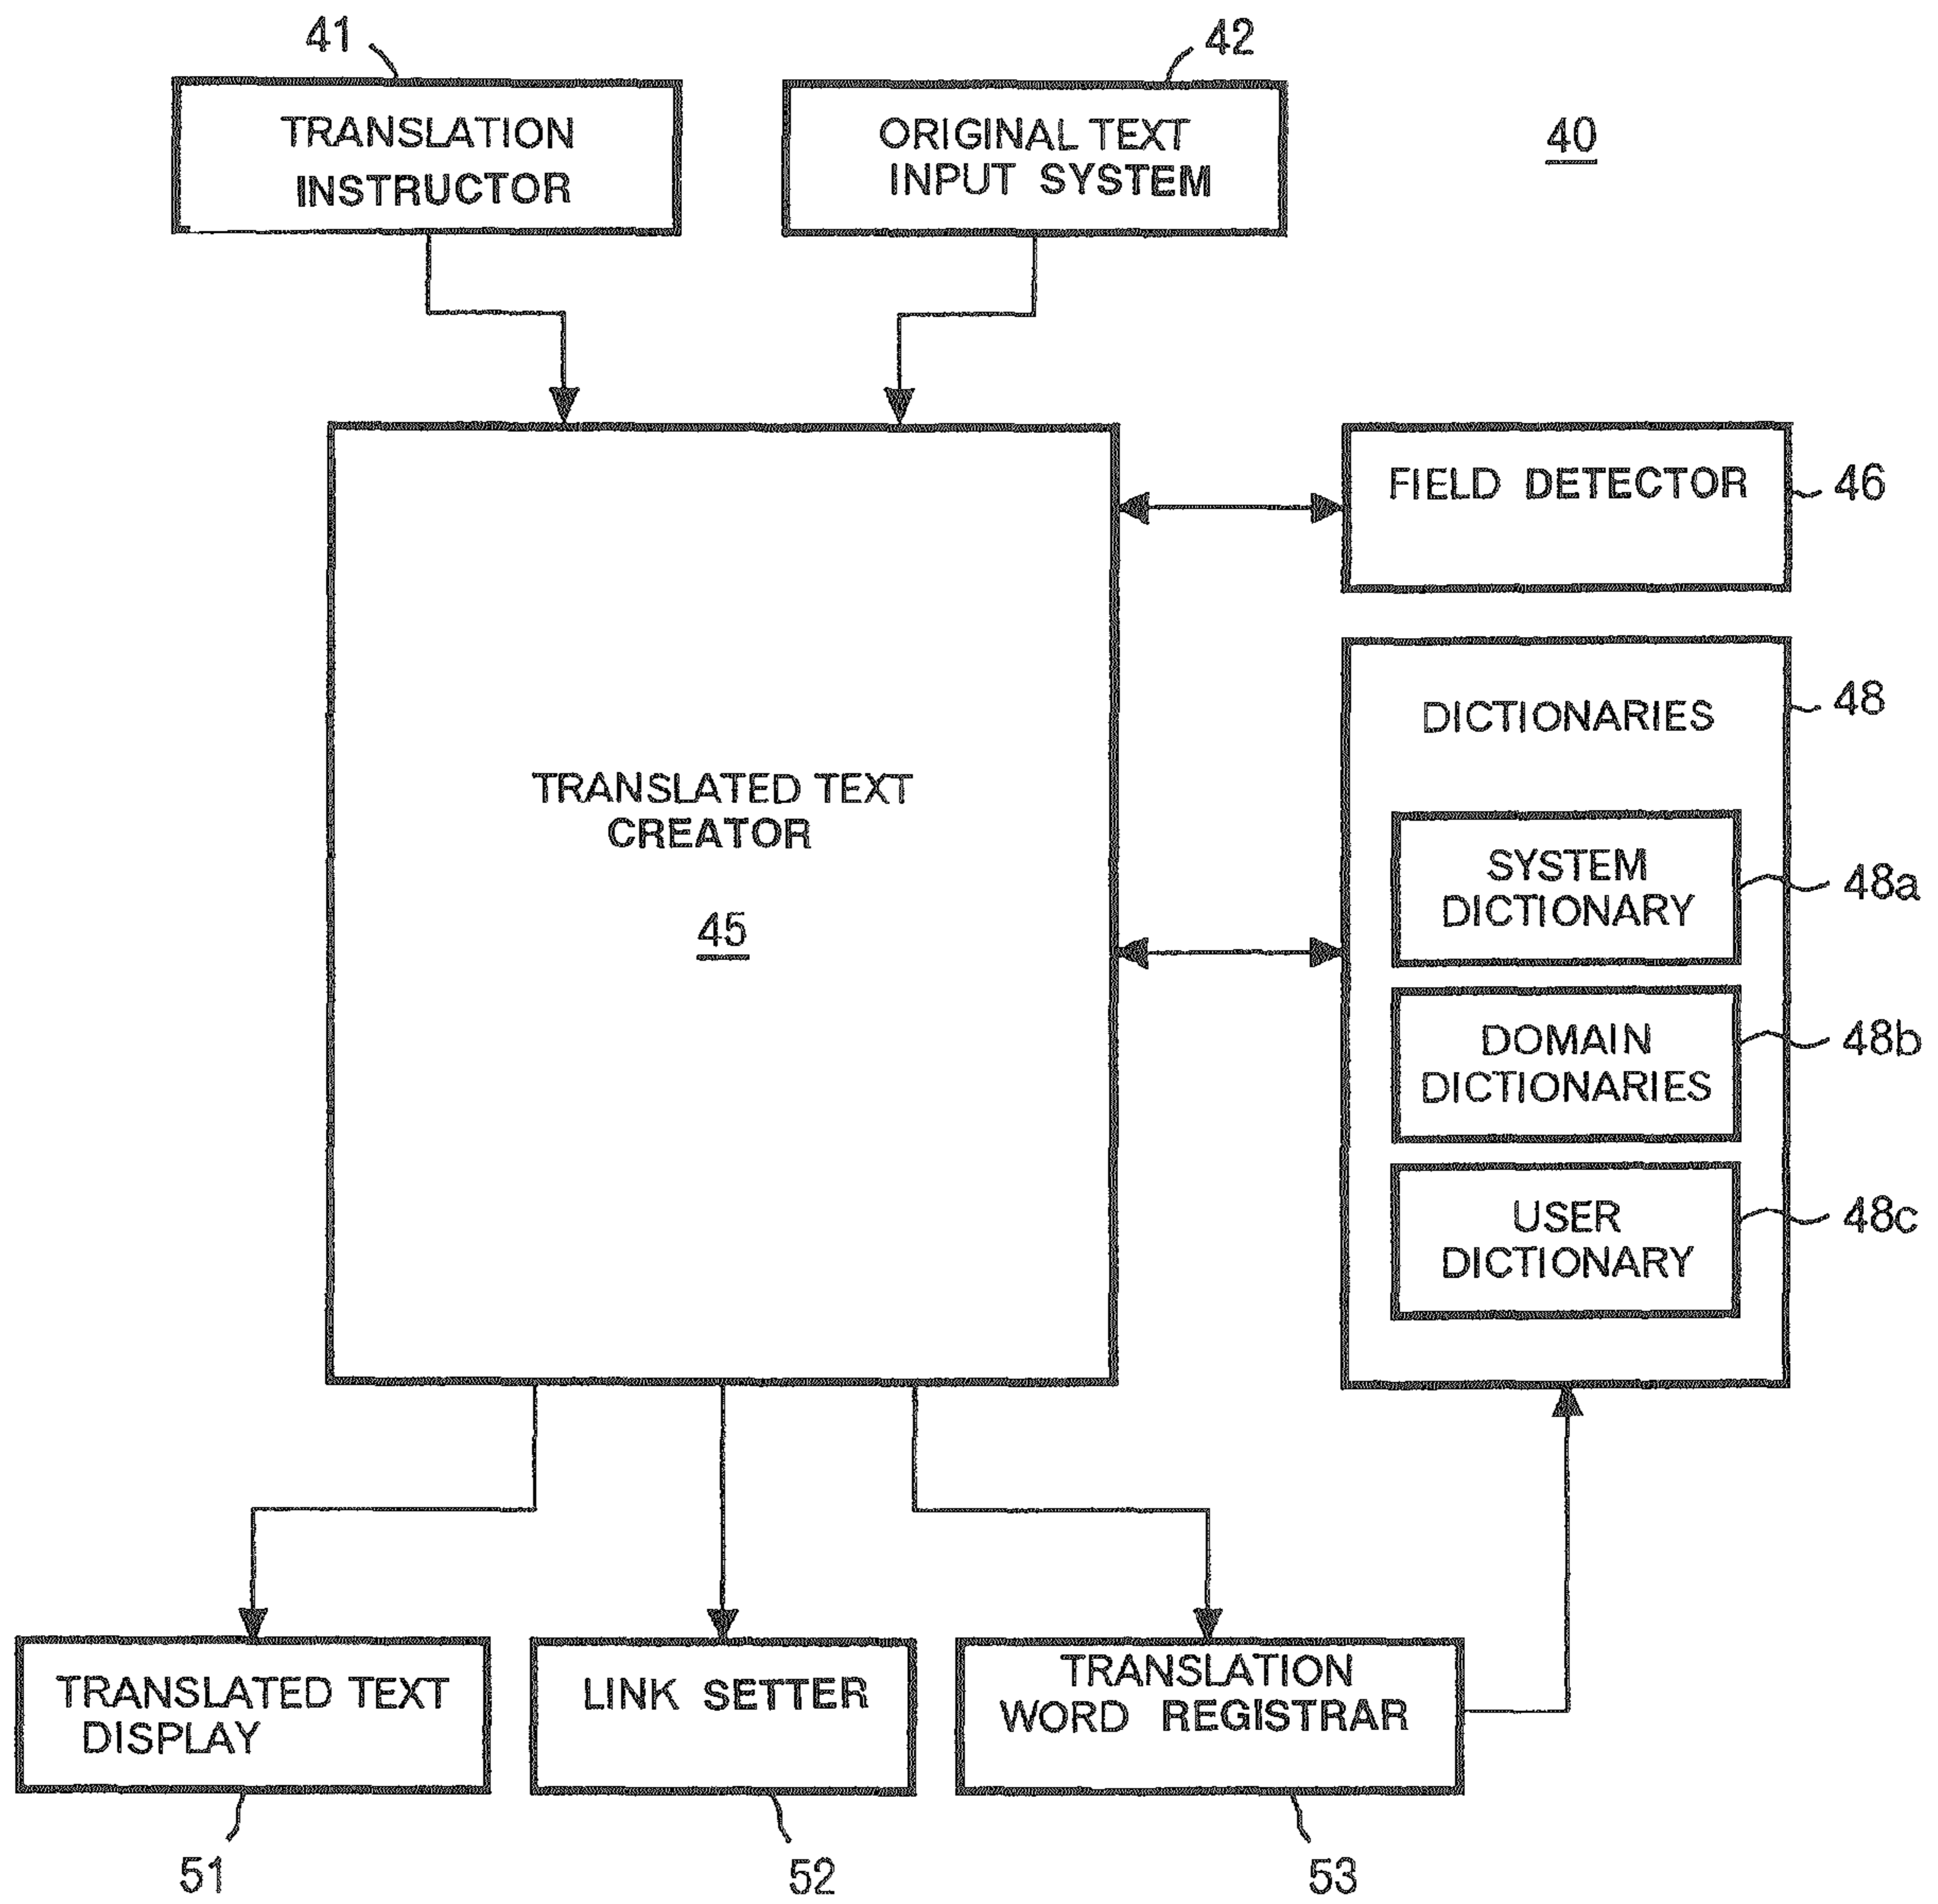 41
42
TRANSLATION
INSTRUCTOR
ORIGINAL TEXT
INPUT SYSTEM
40
FIELD DETECTOR
46
DICTIONARIES
48
TRANSLATED TEXT
CREATOR
45
SYSTEM
DICTIONARY
48a
DOMAIN
DICTIONARIES
48b
USER
DICTIONARY
48c
TRANSLATED TEXT
DISPLAY
LINK SETTER
TRANSLATION
WORD REGISTRAR
51
52
53